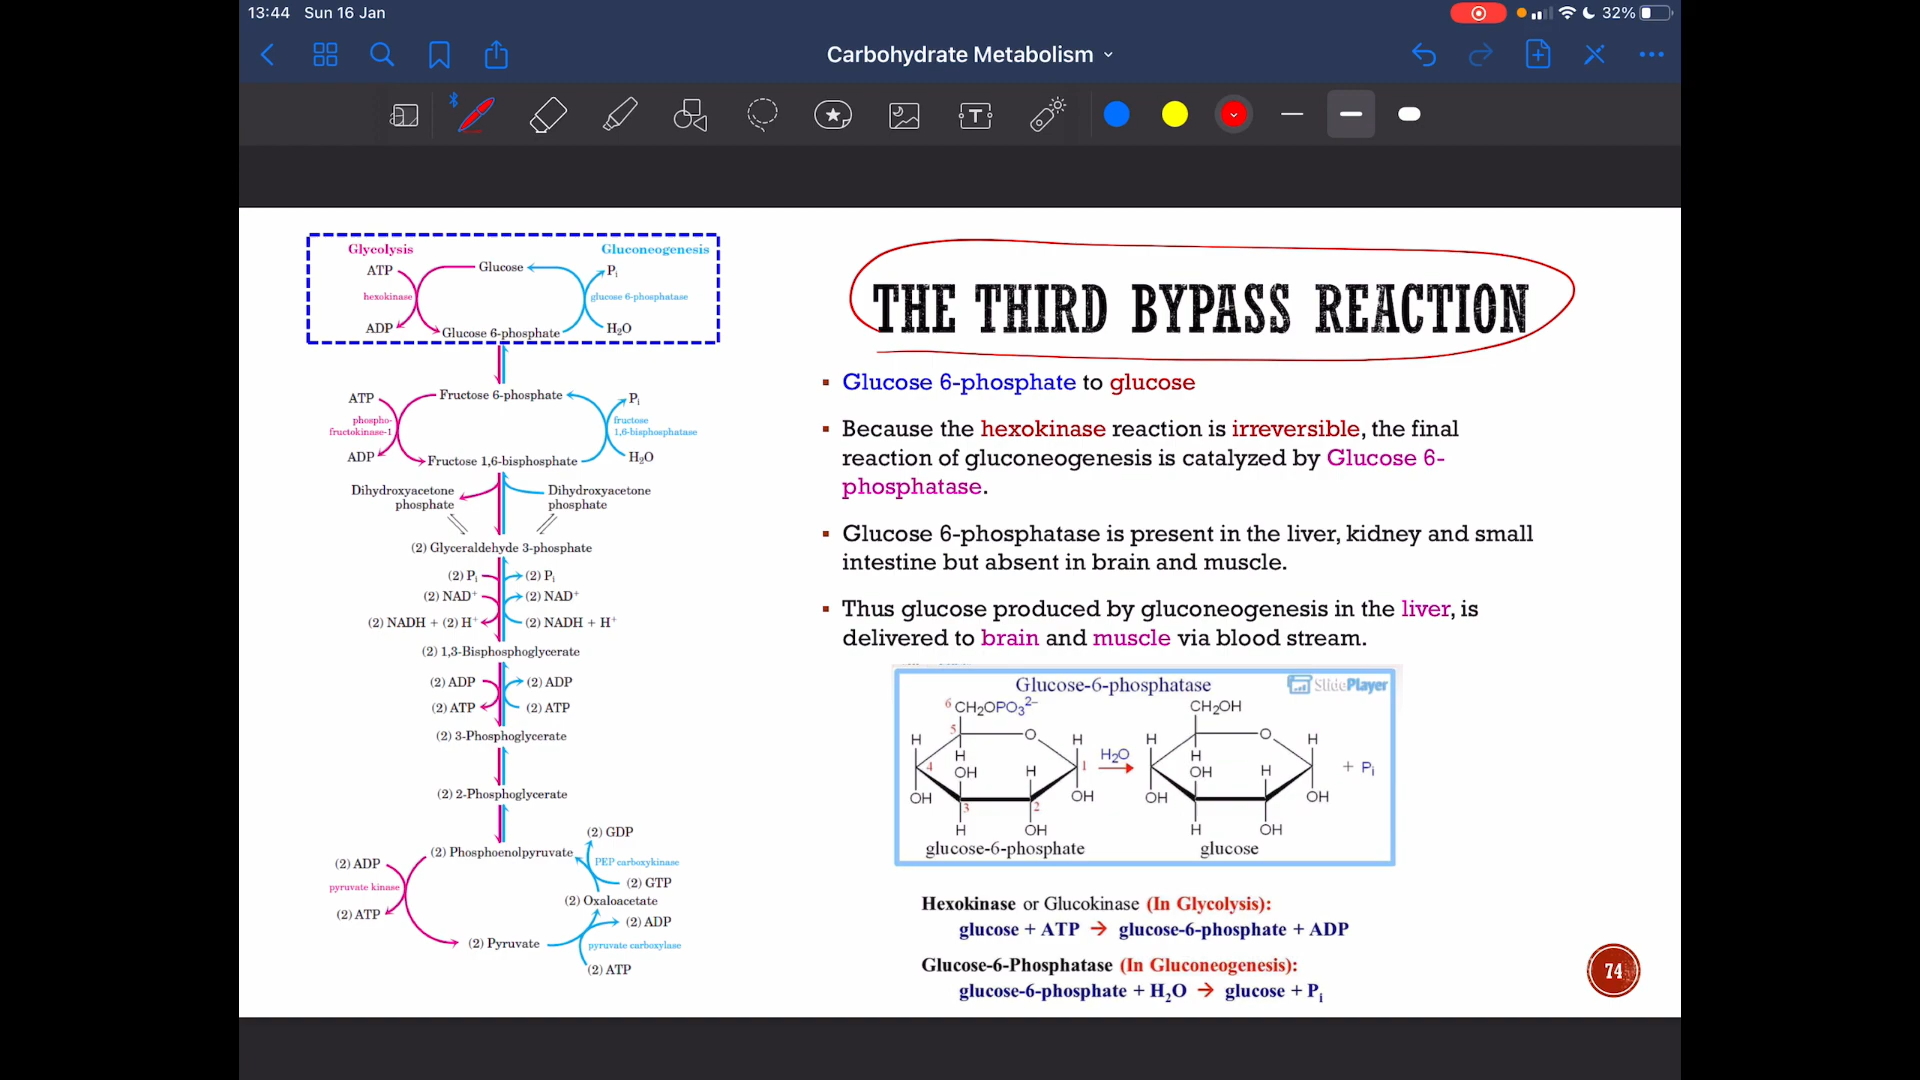 13:44 Sun 16 Jan
32%
Carbohydrate Metabolism
Glycolysis
Gluconeogenesis
ATP
Glucose
Pi
hexokinase
glucose 6-phosphatase
ADP
Glucose 6-phosphate
H2O
ATP
Fructose 6-phosphate
Pi
phospho-
fructokinase-1
fructose
1,6-bisphosphatase
ADP
Fructose 1,6-bisphosphate
H2O
Dihydroxyacetone
phosphate
Dihydroxyacetone
phosphate
(2) Glyceraldehyde 3-phosphate
(2) Pi
(2) Pi
(2) NAD+
(2) NAD+
(2) NADH + (2) H+
(2) NADH + H+
(2) 1,3-Bisphosphoglycerate
(2) ADP
(2) ADP
(2) ATP
(2) ATP
(2) 3-Phosphoglycerate
(2) 2-Phosphoglycerate
(2) GDP
(2) Phosphoenolpyruvate
(2) ADP
PEP carboxykinase
pyruvate kinase
(2) GTP
(2) Oxaloacetate
(2) ATP
(2) ADP
(2) Pyruvate
pyruvate carboxylase
(2) ATP
THE THIRD BYPASS REACTION
▪ Glucose 6-phosphate to glucose
▪ Because the hexokinase reaction is irreversible, the final
reaction of gluconeogenesis is catalyzed by Glucose 6-
phosphatase.
▪ Glucose 6-phosphatase is present in the liver, kidney and small
intestine but absent in brain and muscle.
▪ Thus glucose produced by gluconeogenesis in the liver, is
delivered to brain and muscle via blood stream.
Glucose-6-phosphatase
SlidePlayer
6 CH2OPO3 2−
CH2OH
5
O
O
H
H
H
H
H
H
H2O
4
OH
H
1
OH
H
+ Pi
OH
OH
OH
OH
3
2
H
OH
H
OH
glucose-6-phosphate
glucose
Hexokinase or Glucokinase (In Glycolysis):
glucose + ATP → glucose-6-phosphate + ADP
Glucose-6-Phosphatase (In Gluconeogenesis):
glucose-6-phosphate + H2O → glucose + Pi
74